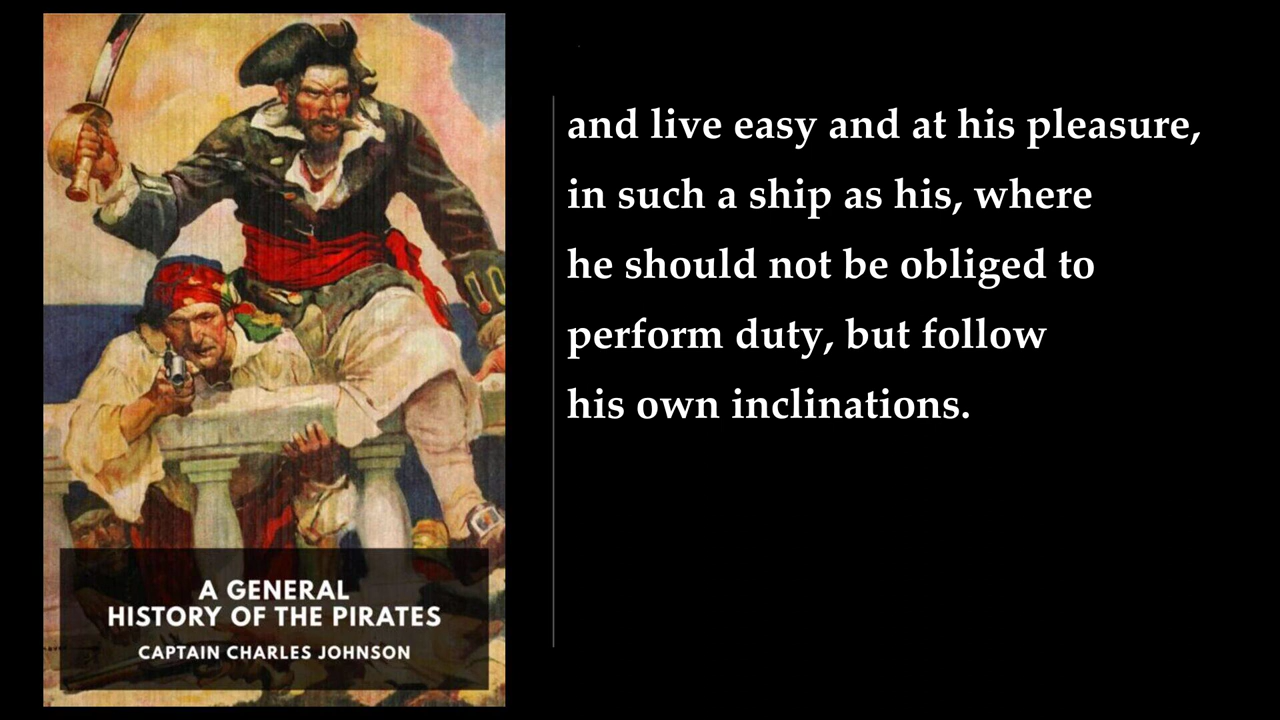 and live easy and at his pleasure,
in such a ship as his, where
he should not be obliged to
perform duty, but follow
his own inclinations.
A GENERAL
HISTORY OF THE PIRATES
CAPTAIN CHARLES JOHNSON